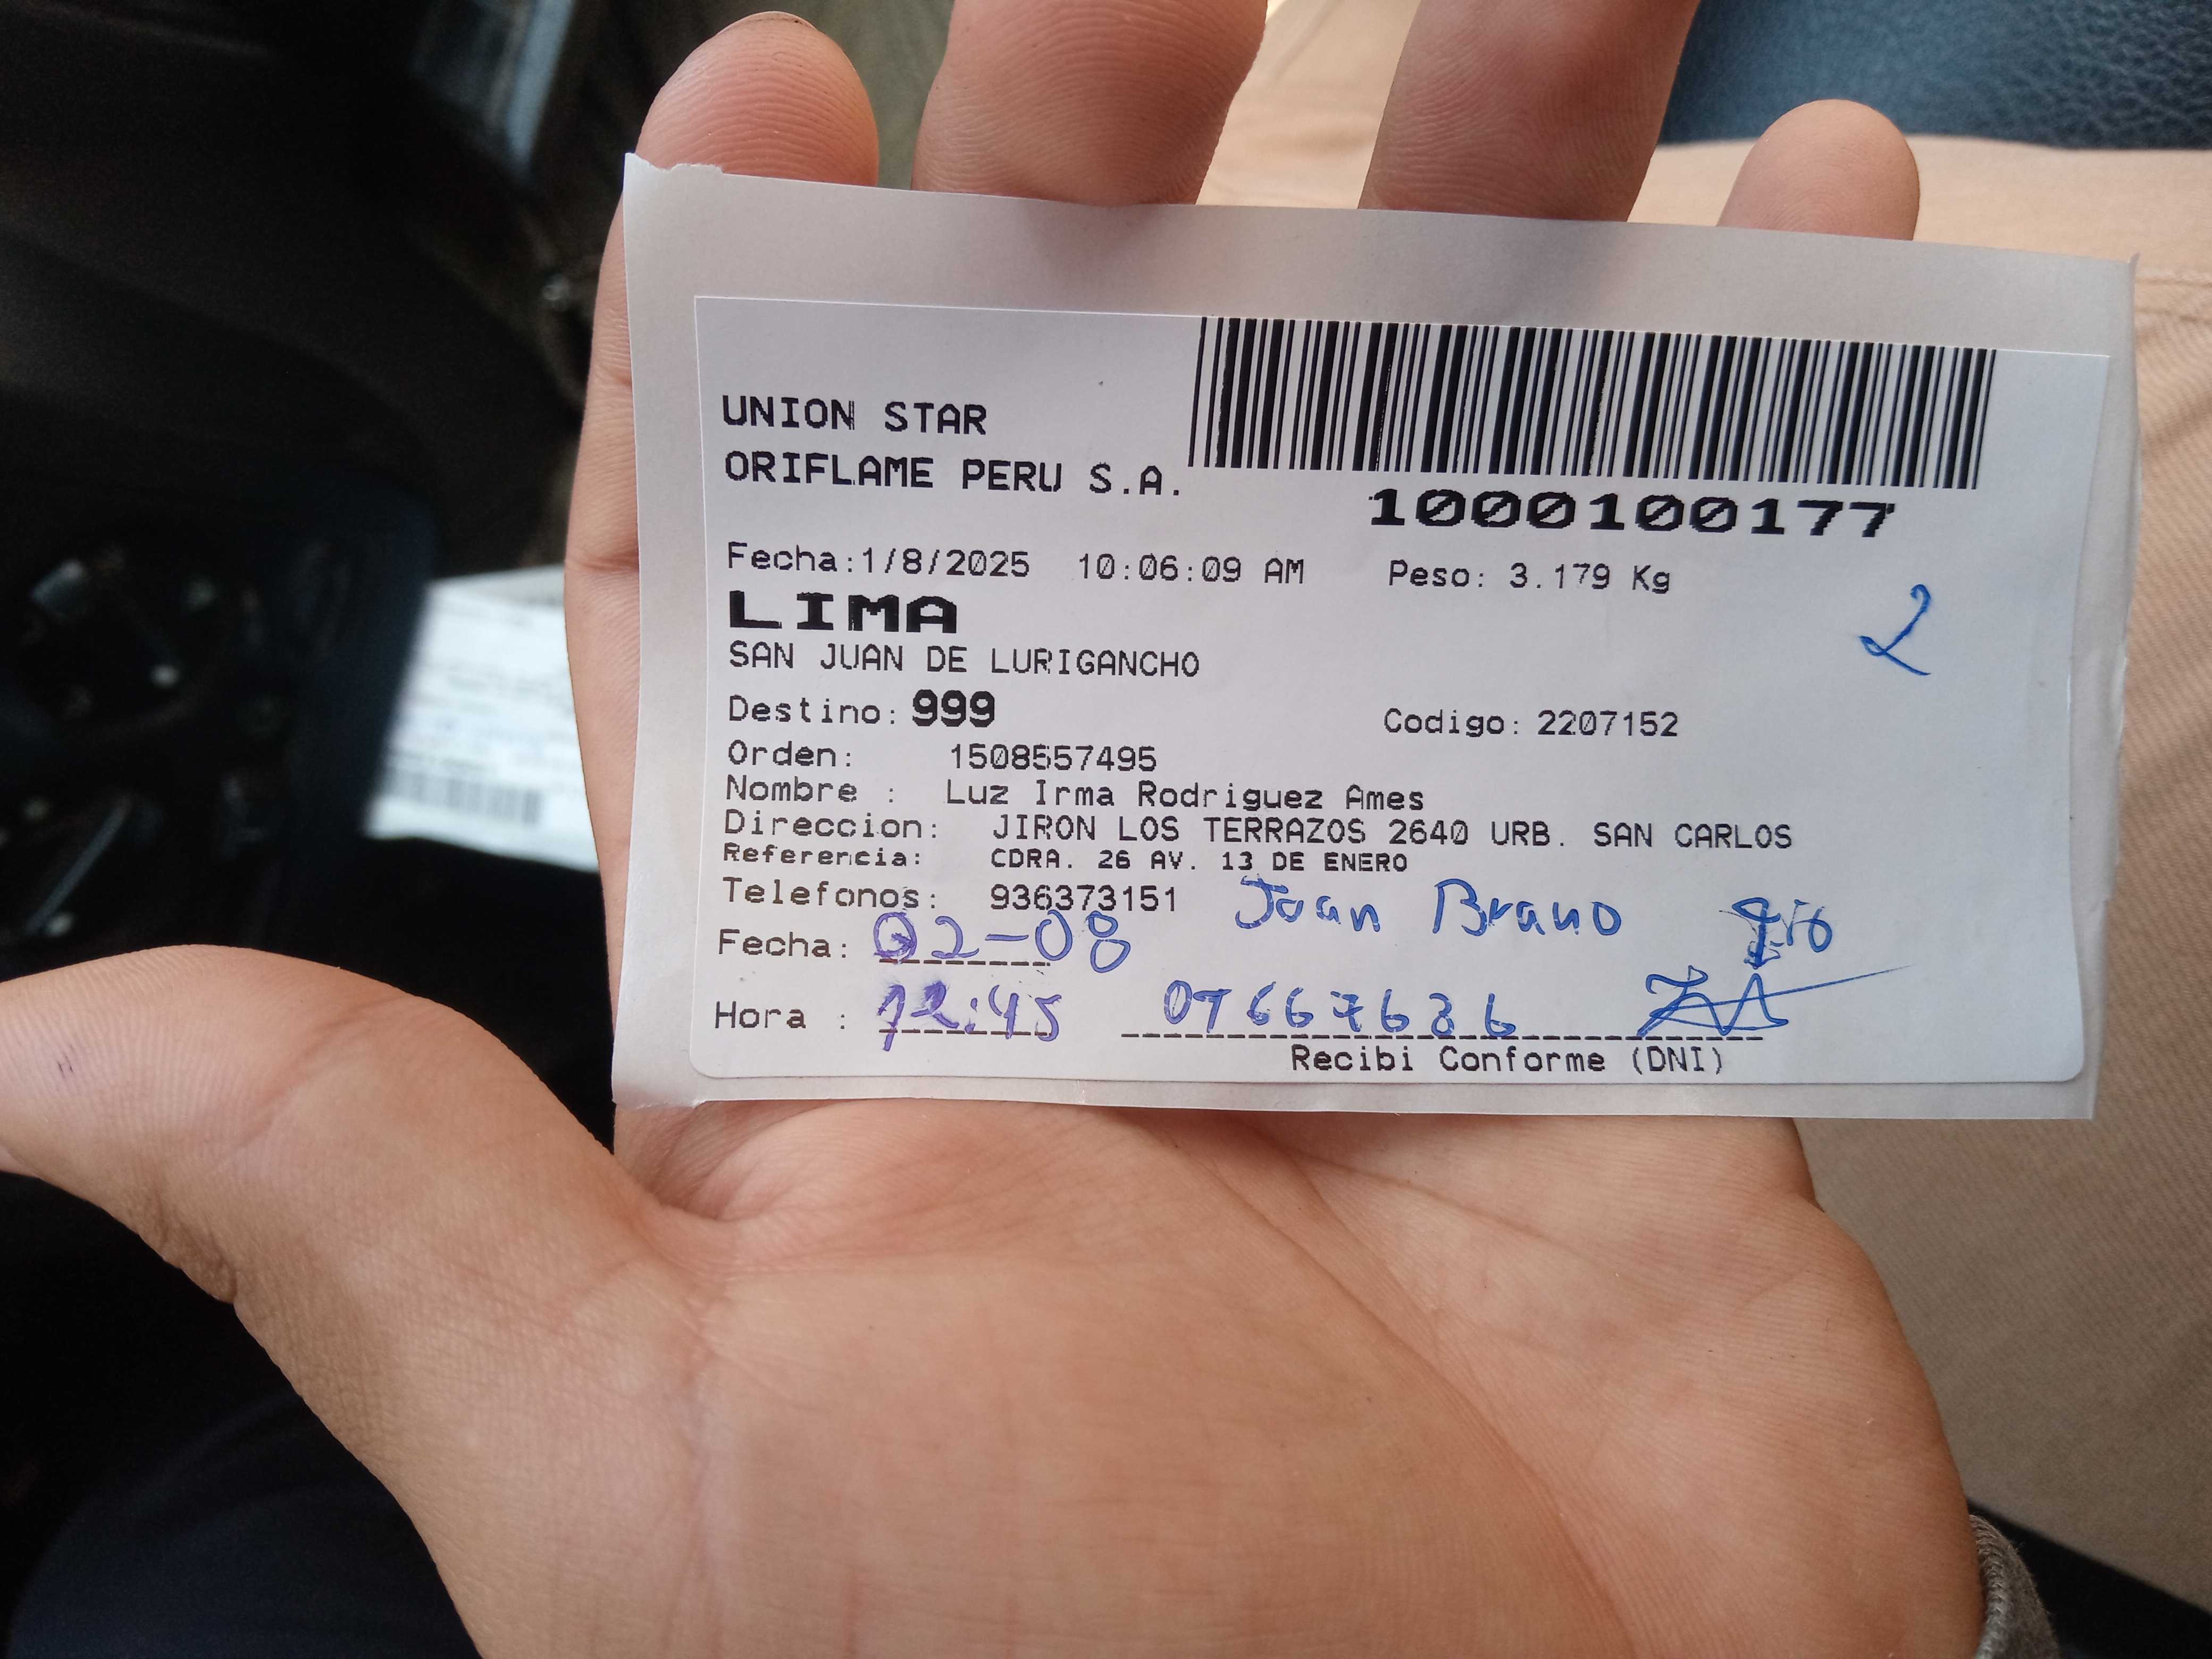 UNION STAR
ORIFLAME PERU S.A.
1000100177
Fecha:1/8/2025 10:06:09 AM Peso: 3.179 Kg
LIMA
2
SAN JUAN DE LURIGANCHO
Destino: 999 Codigo: 2207152
Orden: 1508557495
Nombre : Luz Irma Rodriguez Ames
Direccion: JIRON LOS TERRAZOS 2640 URB. SAN CARLOS
Referencia: CDRA. 26 AV. 13 DE ENERO
Telefonos: 936373151 Juan Bravo
Fecha: 02-08
Hora : 12:45
Recibi Conforme (DNI)